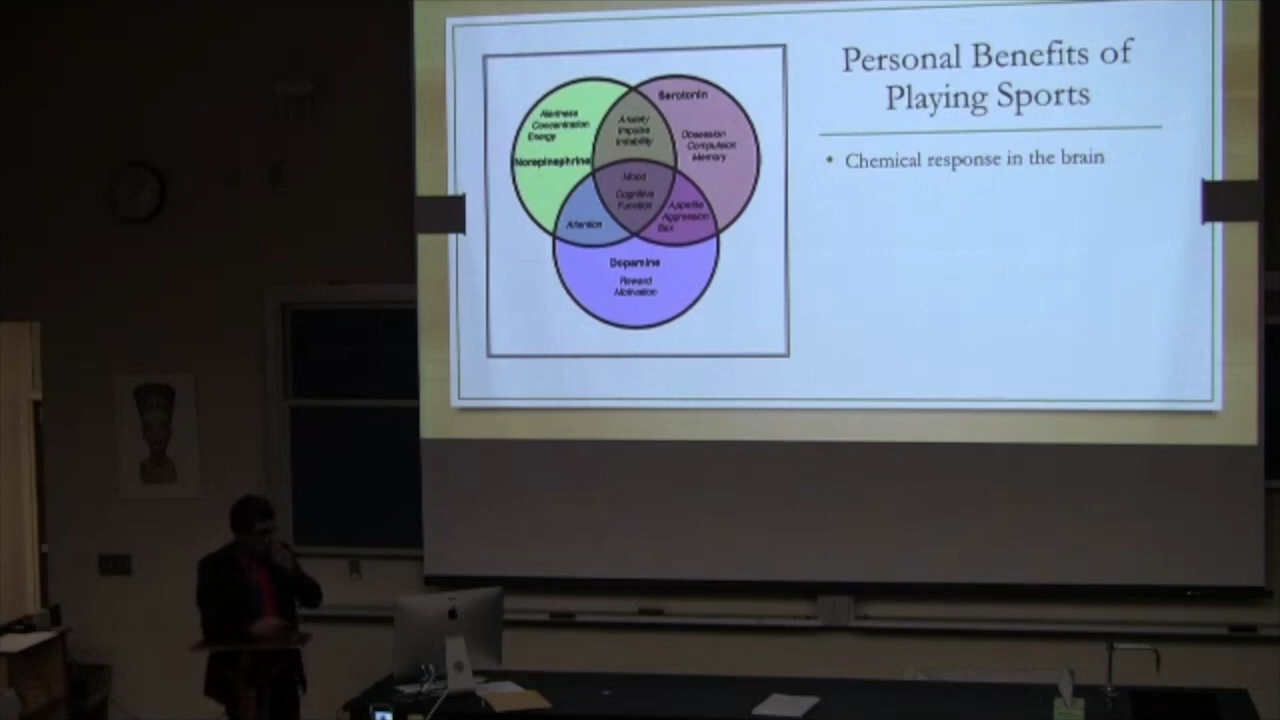 Personal Benefits of
Playing Sports
• Chemical response in the brain
Serotonin
Alertness
Concentration
Energy
Norepinephrine
Anxiety
Impulse
Irritability
Obsession
Compulsion
Memory
Mood
Cognitive
Function
Appetite
Aggression
Sex
Attention
Dopamine
Reward
Motivation